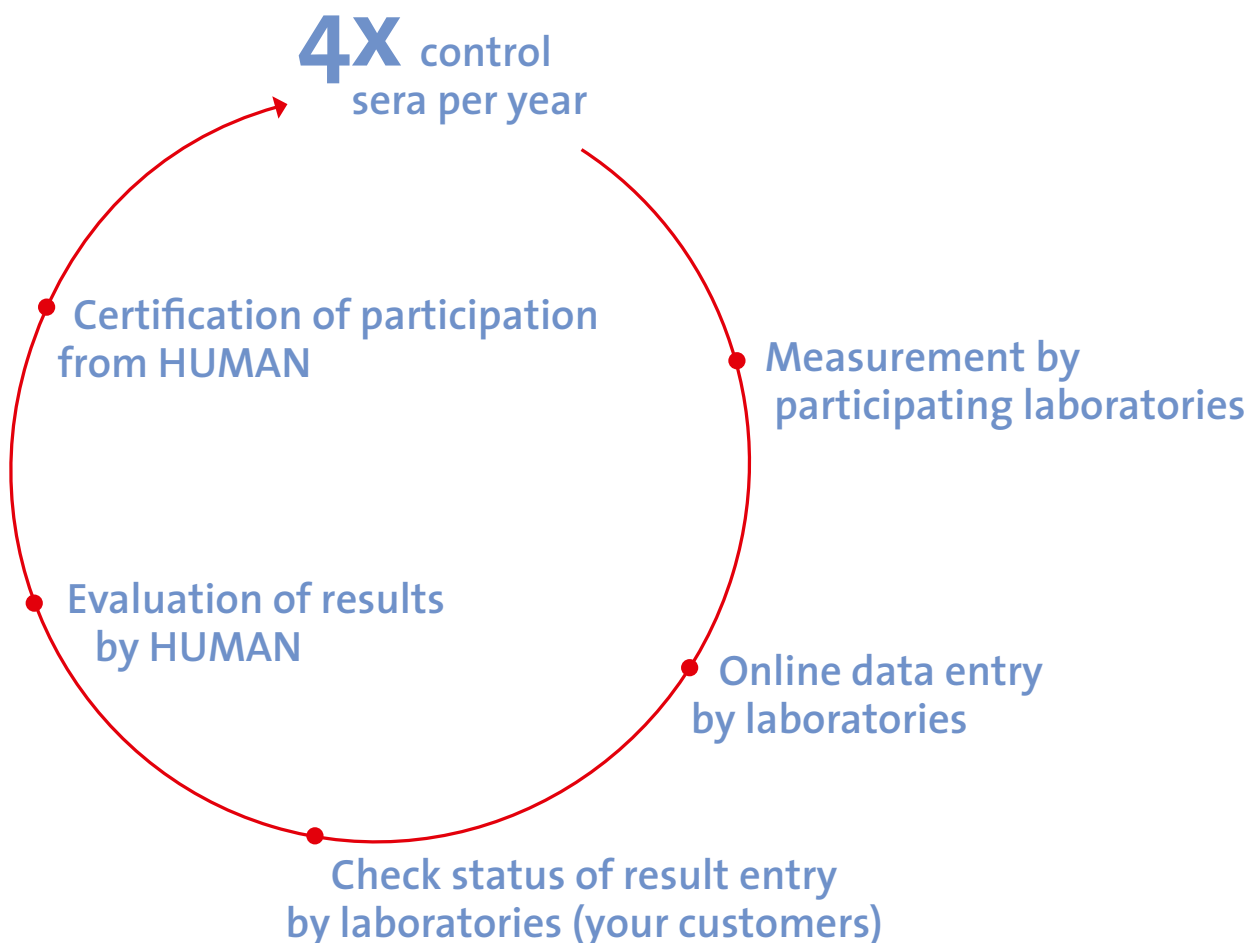 4x control
sera per year
Measurement by
participating laboratories
Online data entry
by laboratories
Check status of result entry
by laboratories (your customers)
Evaluation of results
by HUMAN
Certification of participation
from HUMAN